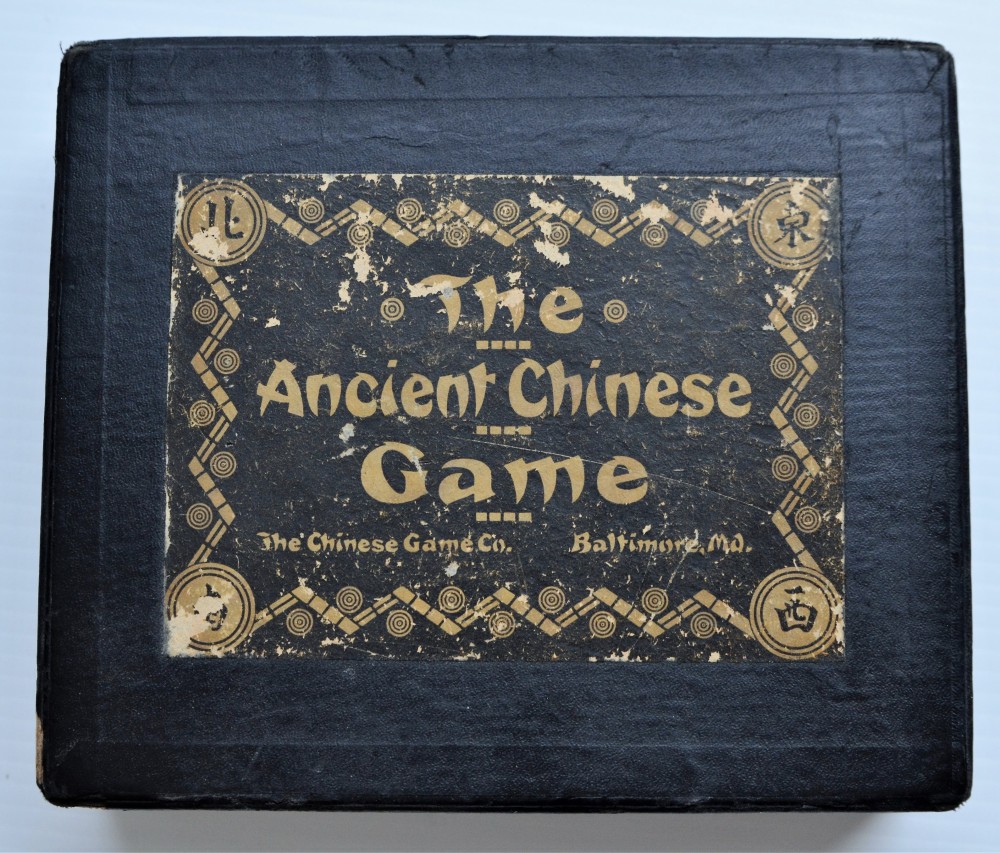 北 東
The
Ancient Chinese
Game
The Chinese Game Co. Baltimore, Md.
西